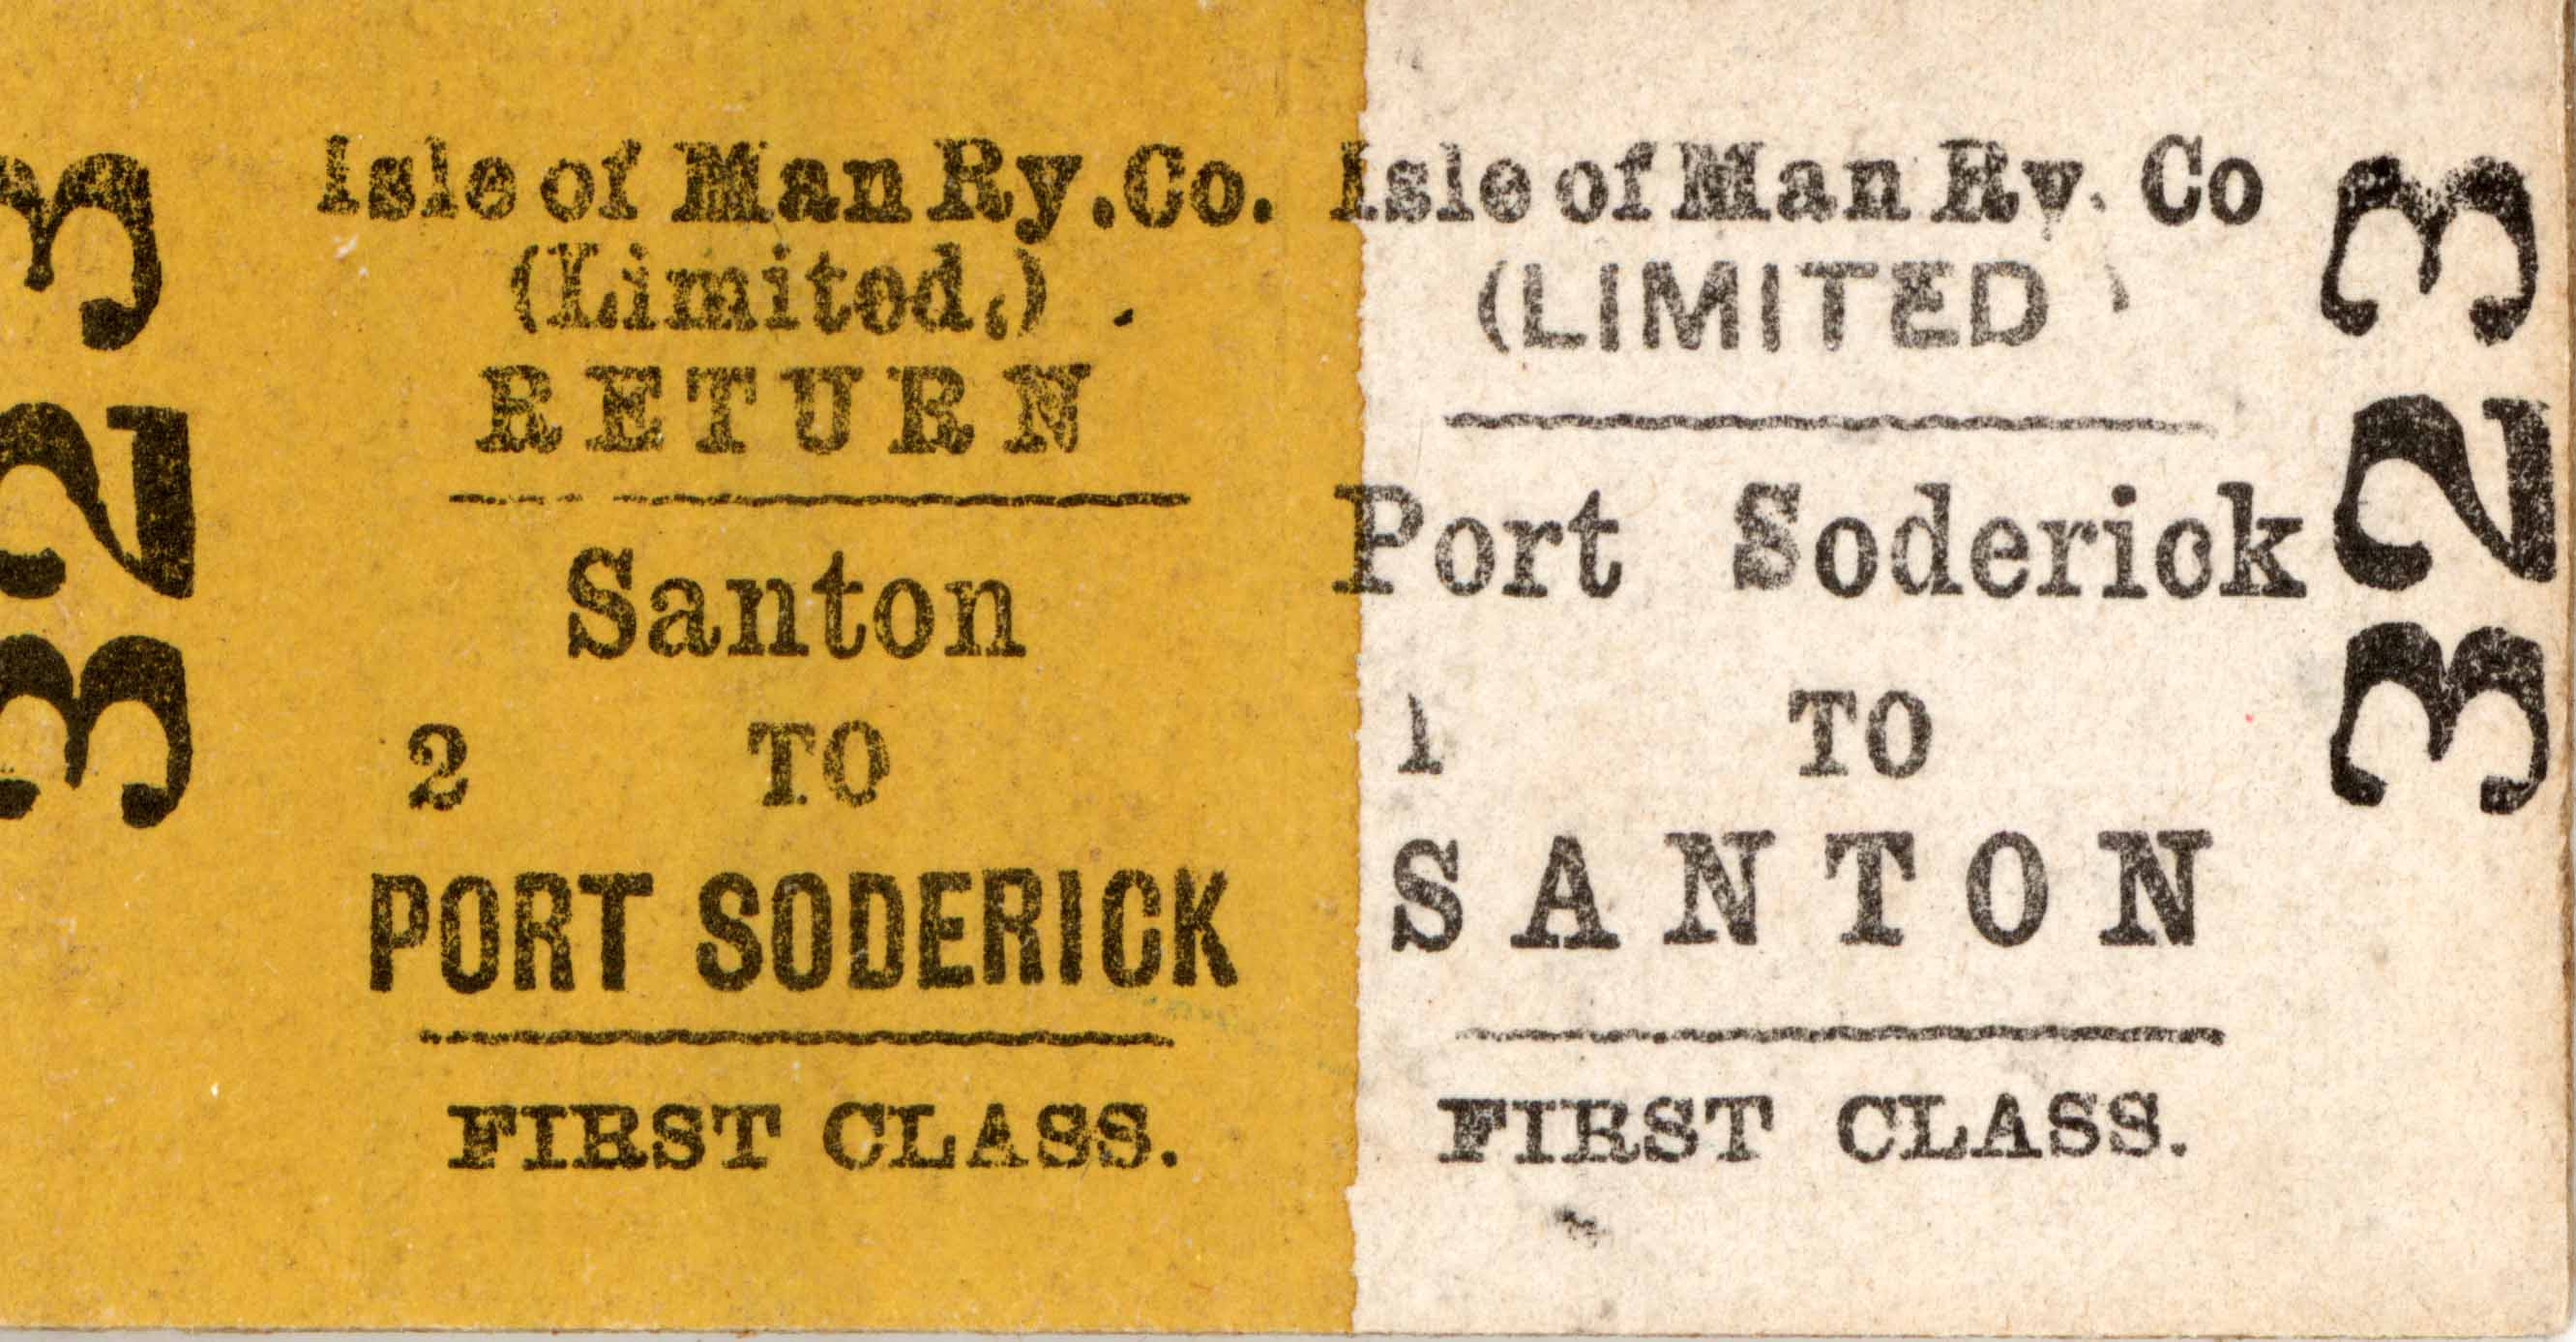 323
Isle of Man Ry. Co.
(Limited,)
RETURN
Santon
2 TO
PORT SODERICK
FIRST CLASS.
Isle of Man Ry. Co
(LIMITED )
Port Soderick
1 TO
SANTON
FIRST CLASS.
323